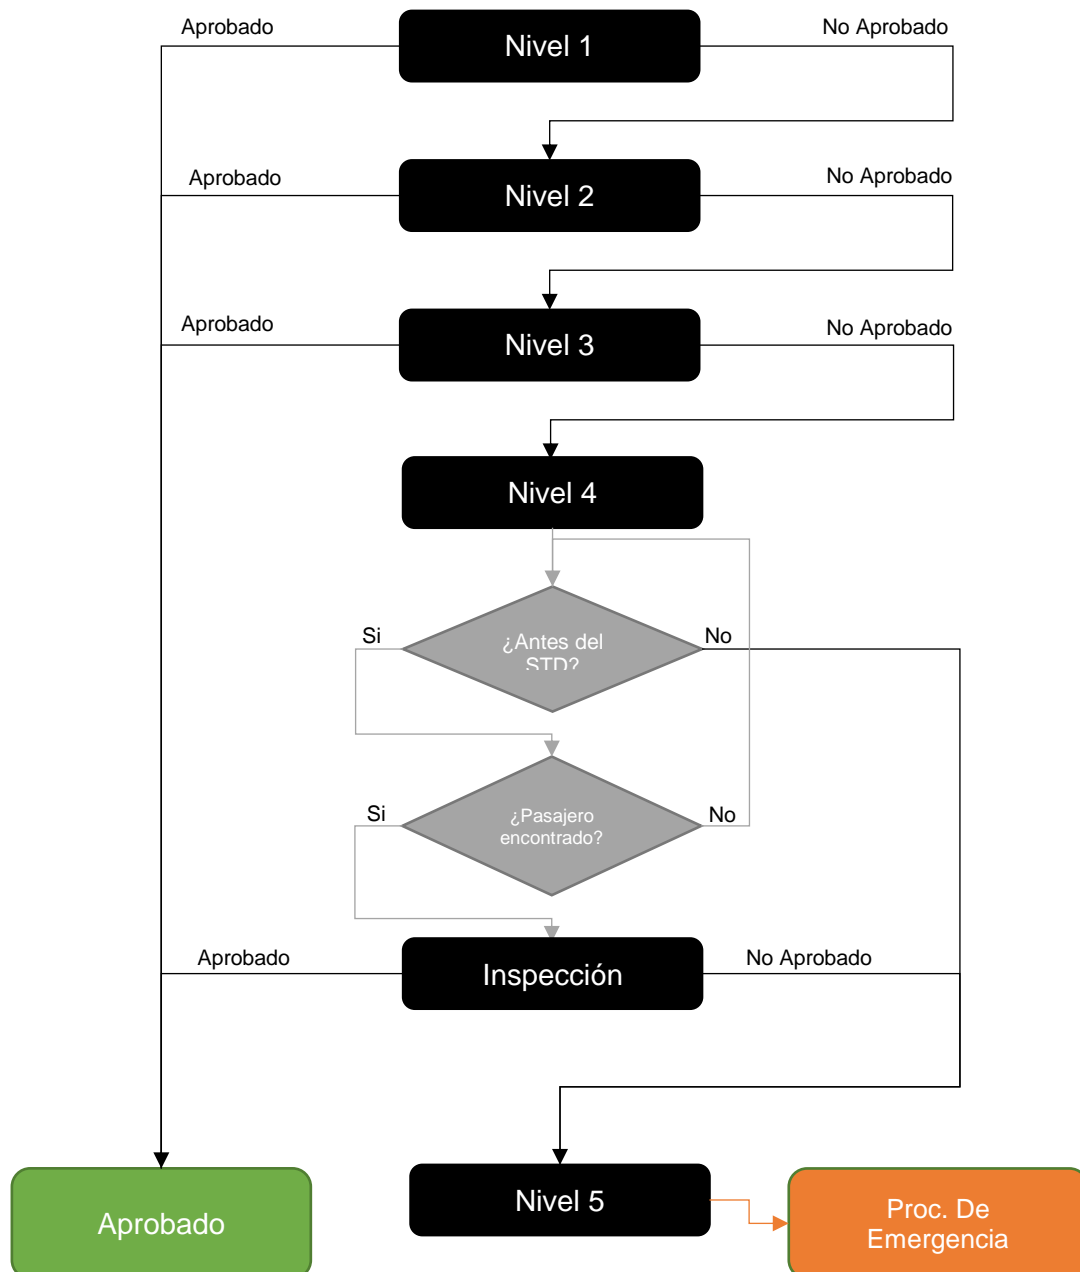 Aprobado
Nivel 1
No Aprobado
Aprobado
Nivel 2
No Aprobado
Aprobado
Nivel 3
No Aprobado
Nivel 4
Si
¿Antes del
STD?
No
Si
¿Pasajero
encontrado?
No
Aprobado
Inspección
No Aprobado
Aprobado
Nivel 5
Proc. De
Emergencia